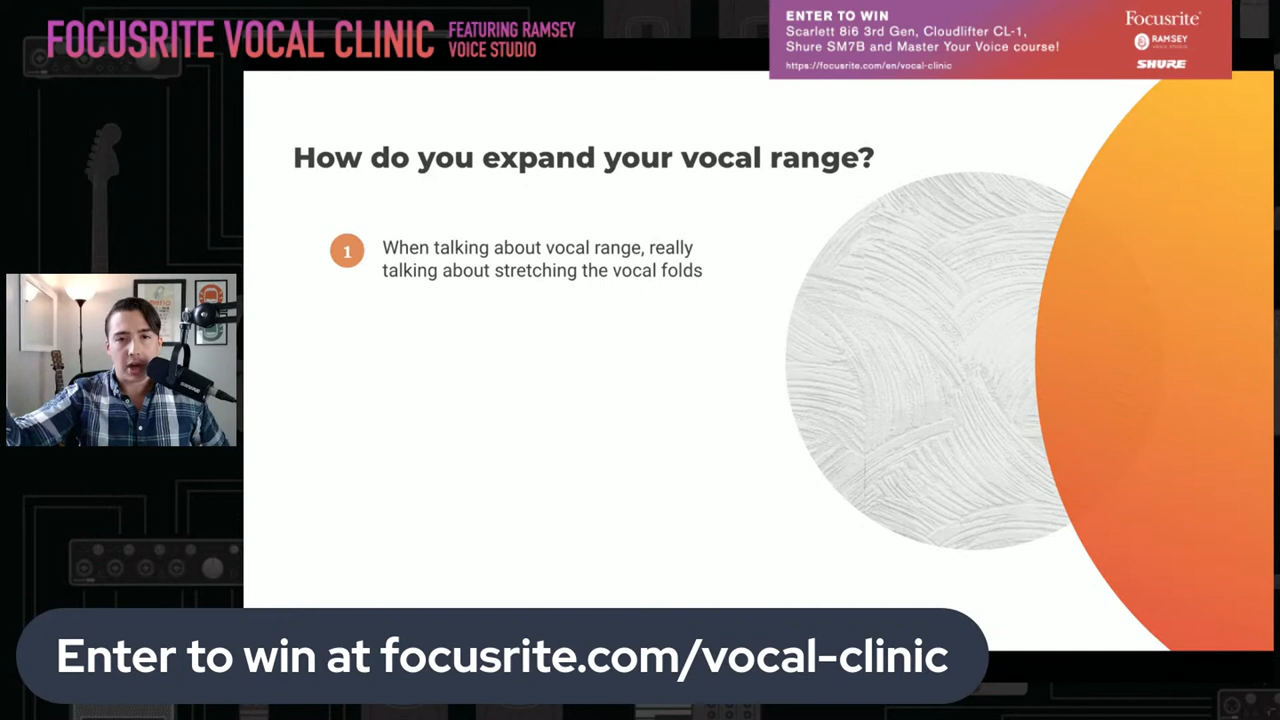 FOCUSRITE VOCAL CLINIC
FEATURING RAMSEY
VOICE STUDIO
ENTER TO WIN
Scarlett 8i6 3rd Gen, Cloudlifter CL-1,
Shure SM7B and Master Your Voice course!
https://focusrite.com/en/vocal-clinic
Focusrite®
RAMSEY
VOICE STUDIO
SHURE
How do you expand your vocal range?
1
When talking about vocal range, really
talking about stretching the vocal folds
Enter to win at focusrite.com/vocal-clinic